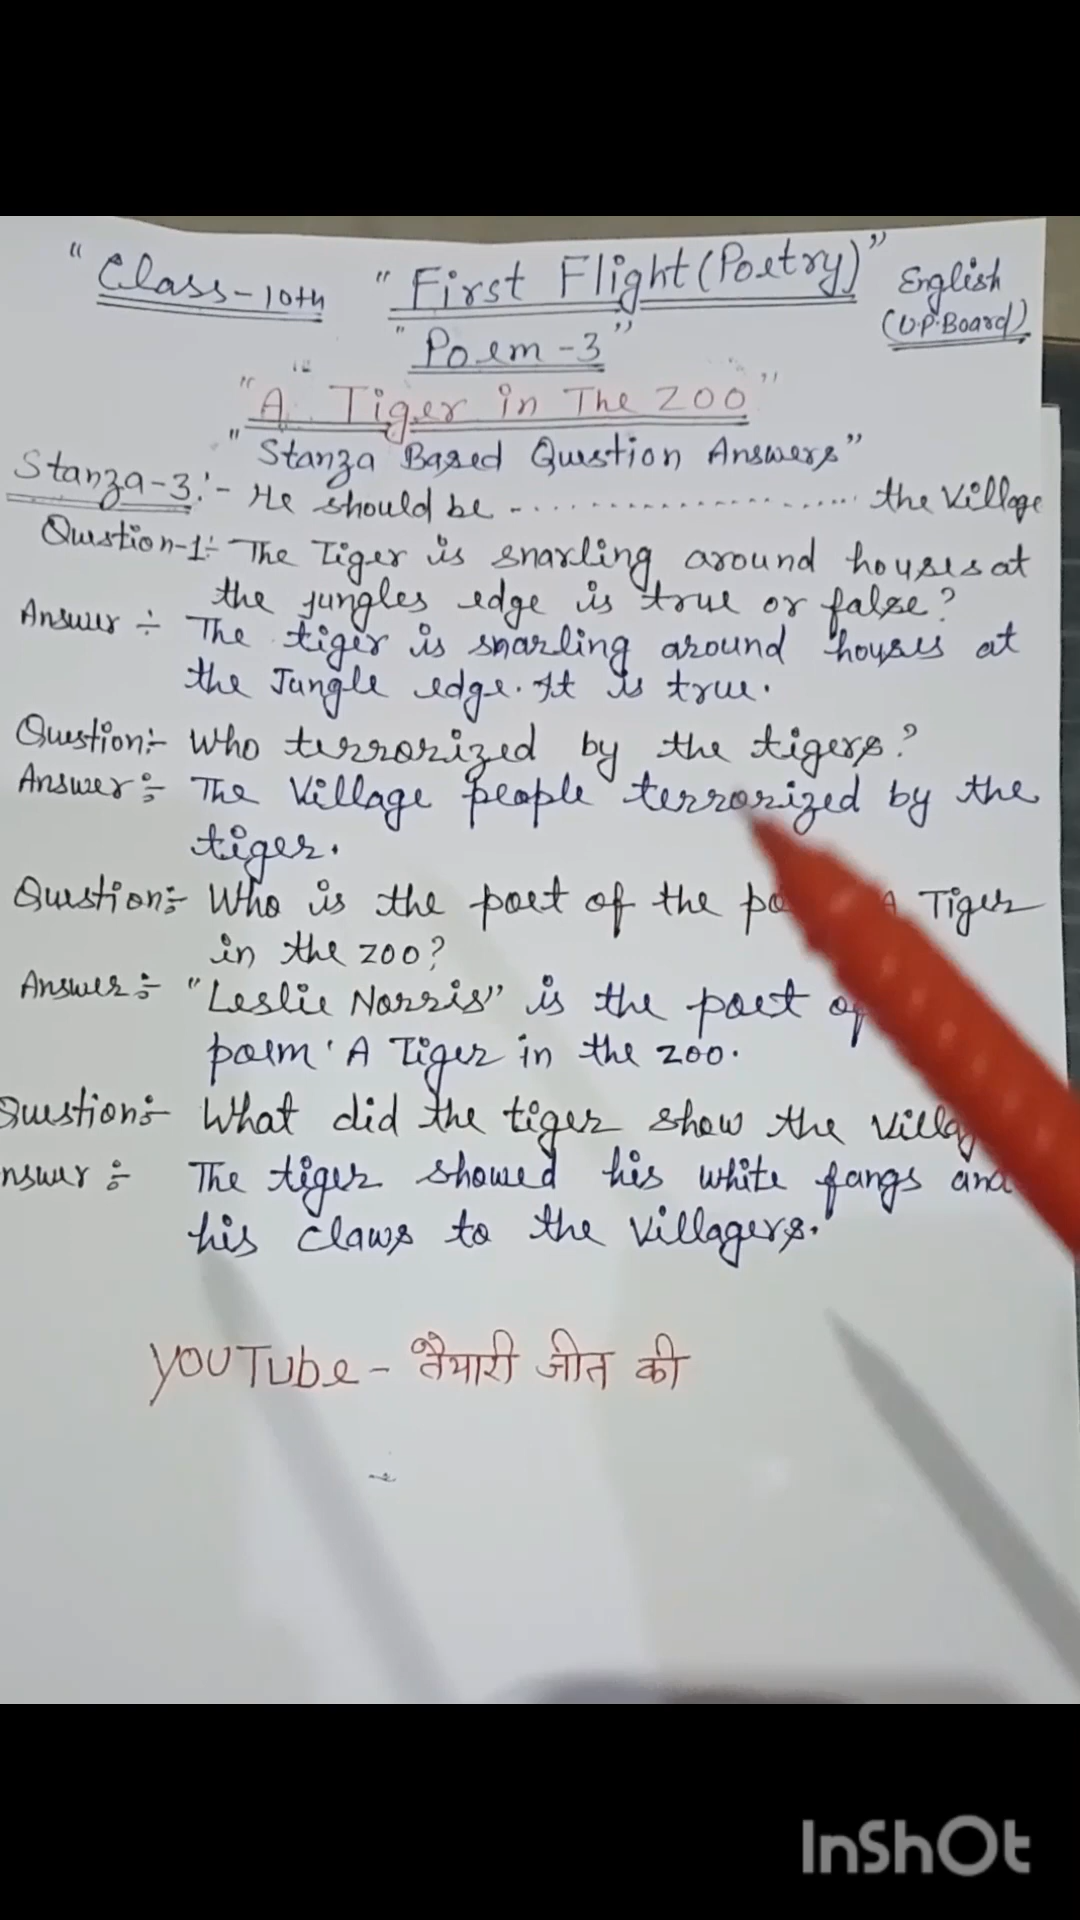 "Class-10th "First Flight (Poetry)" English
(U.P. Board)
"Poem-3"
"A Tiger in The Zoo"
"Stanza Based Question Answers"
Stanza-3:- He should be ................... the village
Question-1:- The Tiger is snarling around houses at
the jungles edge is true or false?
Answer ÷ The tiger is snarling around houses at
the Jungle edge. It is true.
Question:- Who terrorized by the tigers?
Answer:- The Village people terrorized by the
tiger.
Question:- Who is the poet of the A Tiger
in the zoo?
Answer:- "Leslie Norris" is the poet of
poem 'A Tiger in the zoo.
Question:- What did the tiger show the
nswer:- The tiger showed his white fangs and
his claws to the villagers.
YOUTube - तैयारी जीत की
InShOt